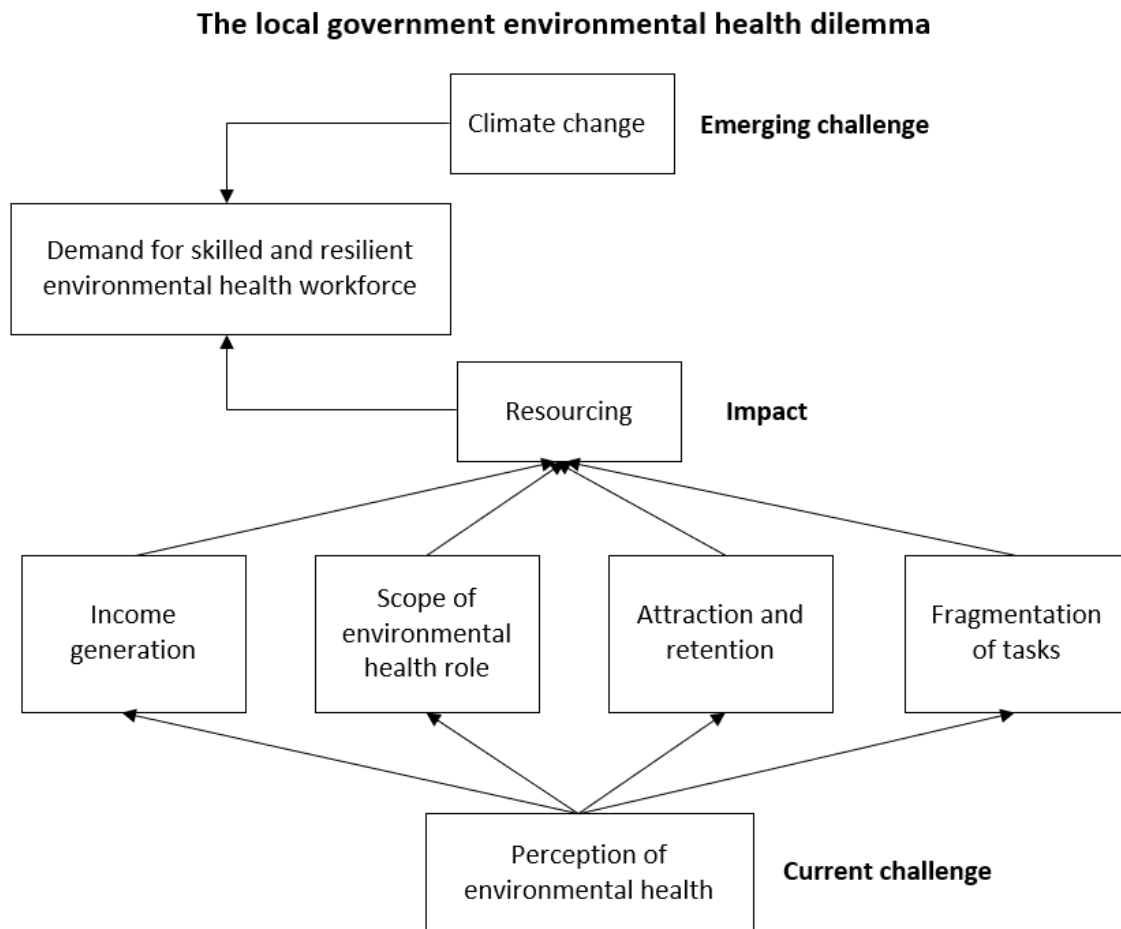 The local government environmental health dilemma
Climate change
Emerging challenge
Demand for skilled and resilient
environmental health workforce
Resourcing
Impact
Income
generation
Scope of
environmental
health role
Attraction and
retention
Fragmentation
of tasks
Perception of
environmental health
Current challenge